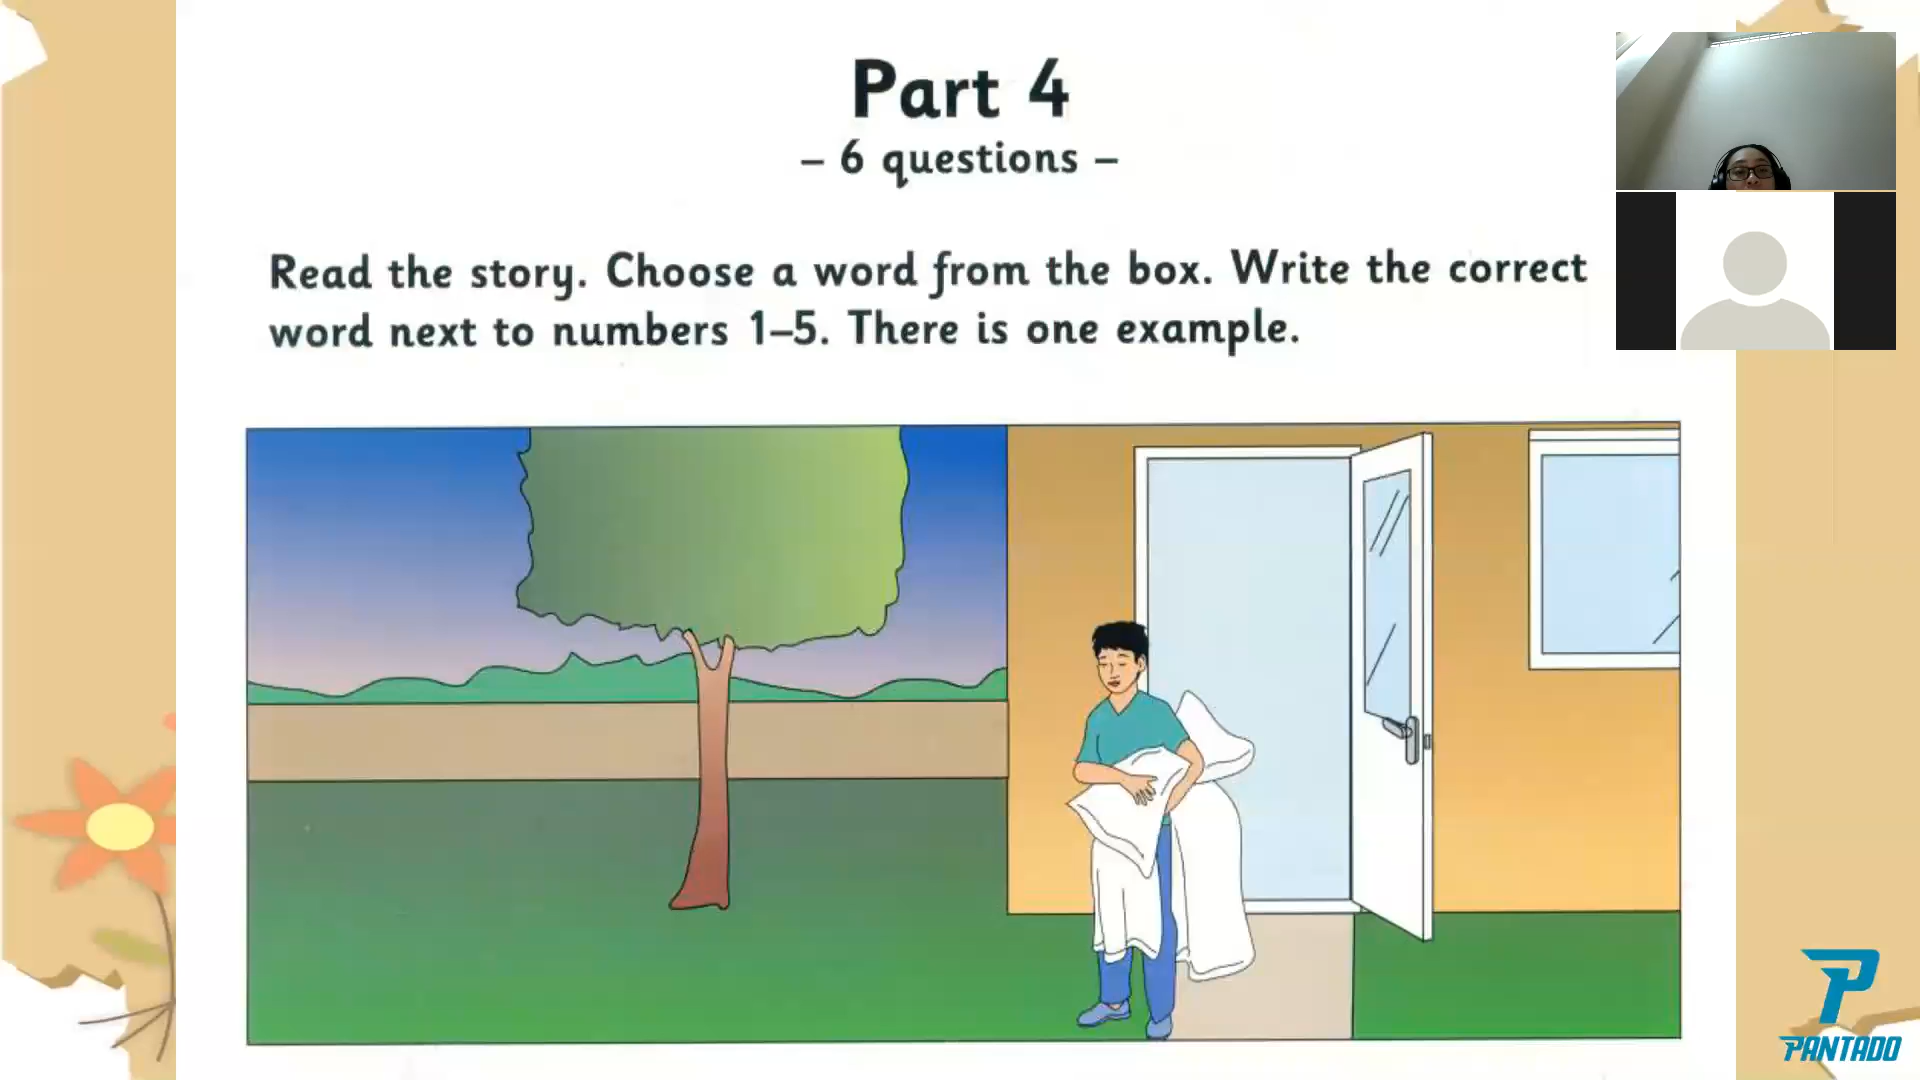 Part 4
– 6 questions –
Read the story. Choose a word from the box. Write the correct
word next to numbers 1–5. There is one example.
PANTADO